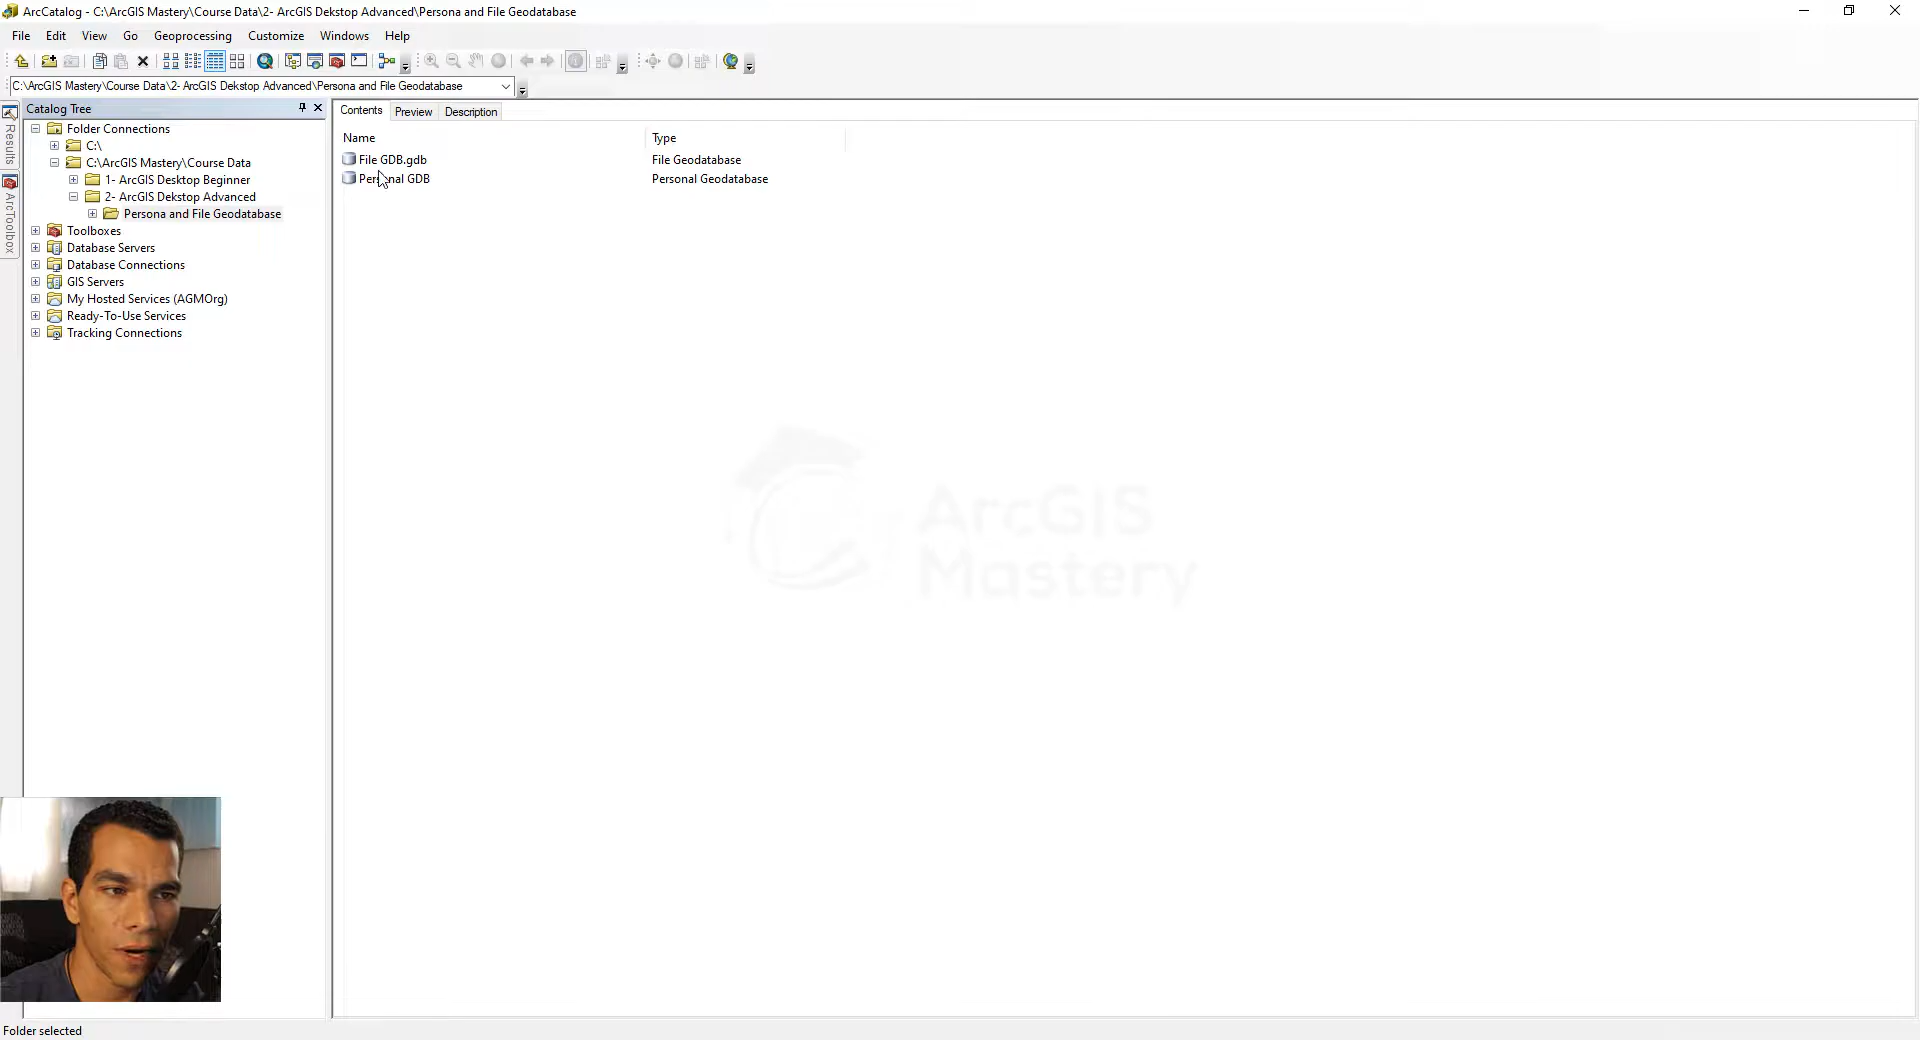 ArcCatalog - C:\ArcGIS Mastery\Course Data\2- ArcGIS Dekstop Advanced\Persona and File Geodatabase
File Edit View Go Geoprocessing Customize Windows Help
C:\ArcGIS Mastery\Course Data\2- ArcGIS Dekstop Advanced\Persona and File Geodatabase
Results
ArcToolbox
Catalog Tree
Folder Connections
C:\
C:\ArcGIS Mastery\Course Data
1- ArcGIS Desktop Beginner
2- ArcGIS Dekstop Advanced
Persona and File Geodatabase
Toolboxes
Database Servers
Database Connections
GIS Servers
My Hosted Services (AGMOrg)
Ready-To-Use Services
Tracking Connections
Contents Preview Description
Name Type
File GDB.gdb File Geodatabase
Personal GDB Personal Geodatabase
ArcGIS
Mastery
Folder selected